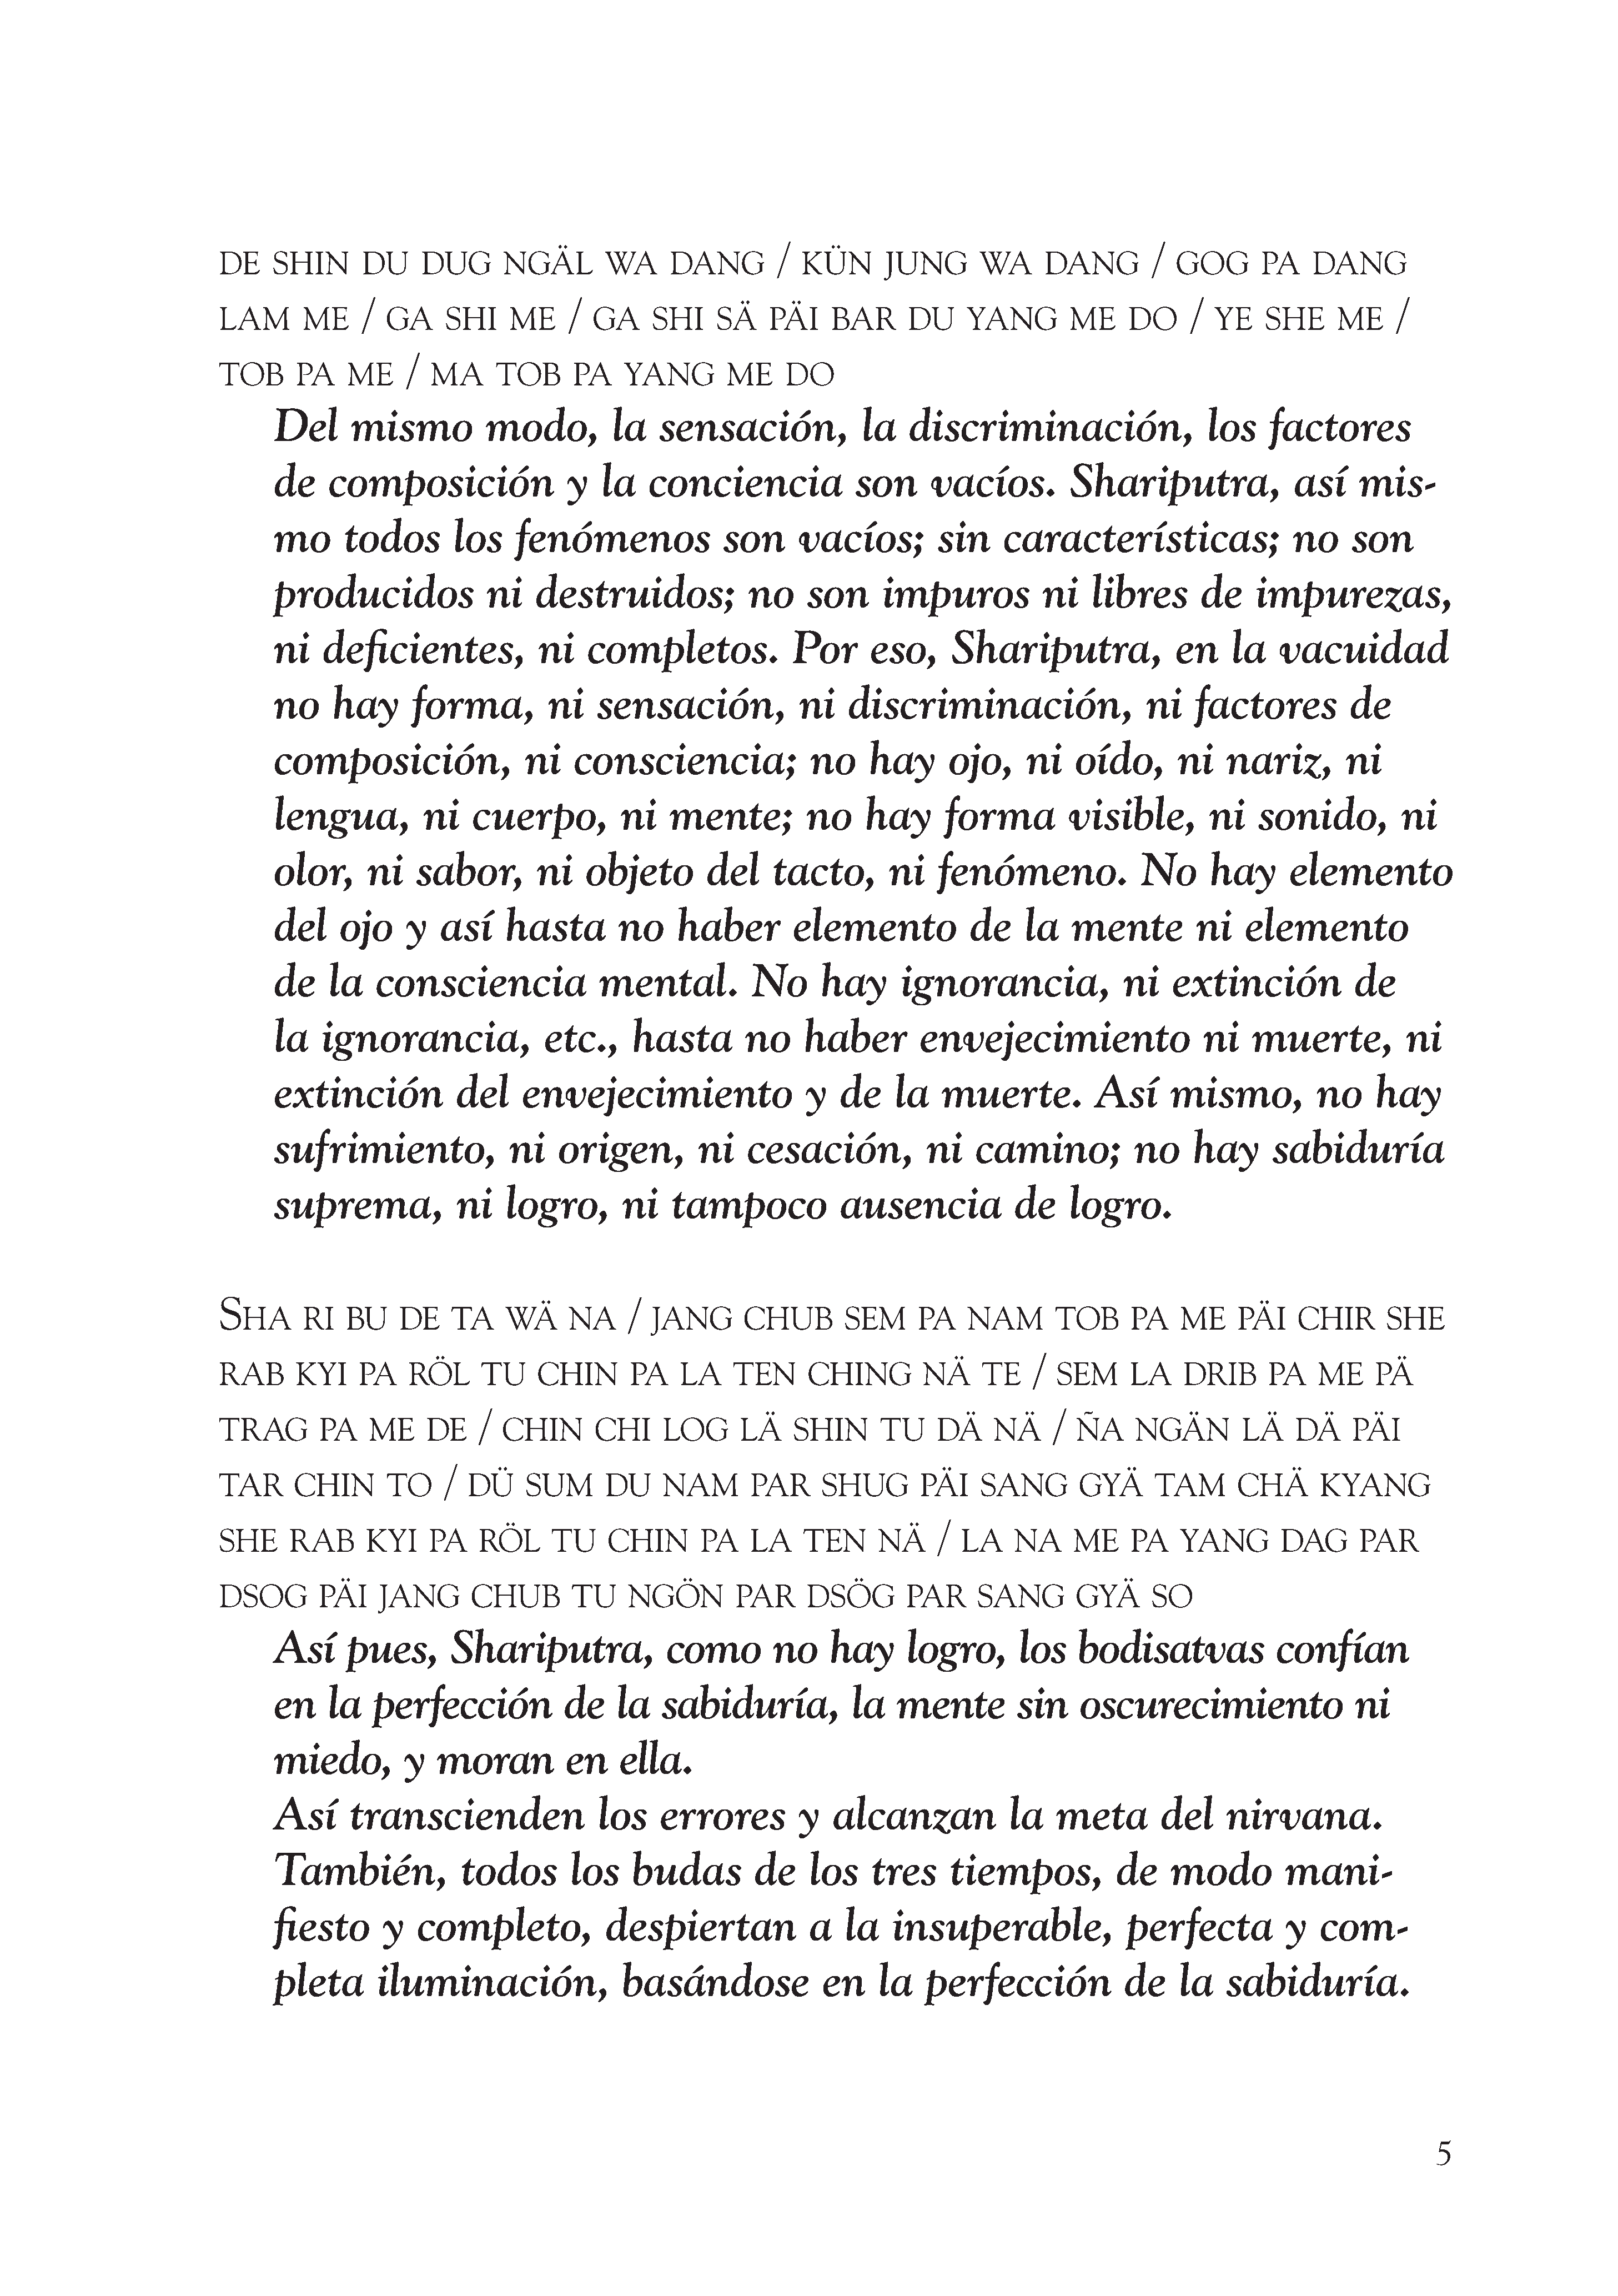 DE SHIN DU DUG NGÄL WA DANG / KÜN JUNG WA DANG / GOG PA DANG
LAM ME / GA SHI ME / GA SHI SÄ PÄI BAR DU YANG ME DO / YE SHE ME /
TOB PA ME / MA TOB PA YANG ME DO
Del mismo modo, la sensación, la discriminación, los factores
de composición y la conciencia son vacíos. Shariputra, así mis-
mo todos los fenómenos son vacíos; sin características; no son
producidos ni destruidos; no son impuros ni libres de impurezas,
ni deficientes, ni completos. Por eso, Shariputra, en la vacuidad
no hay forma, ni sensación, ni discriminación, ni factores de
composición, ni consciencia; no hay ojo, ni oído, ni nariz, ni
lengua, ni cuerpo, ni mente; no hay forma visible, ni sonido, ni
olor, ni sabor, ni objeto del tacto, ni fenómeno. No hay elemento
del ojo y así hasta no haber elemento de la mente ni elemento
de la consciencia mental. No hay ignorancia, ni extinción de
la ignorancia, etc., hasta no haber envejecimiento ni muerte, ni
extinción del envejecimiento y de la muerte. Así mismo, no hay
sufrimiento, ni origen, ni cesación, ni camino; no hay sabiduría
suprema, ni logro, ni tampoco ausencia de logro.
SHA RI BU DE TA WÄ NA / JANG CHUB SEM PA NAM TOB PA ME PÄI CHIR SHE
RAB KYI PA RÖL TU CHIN PA LA TEN CHING NÄ TE / SEM LA DRIB PA ME PÄ
TRAG PA ME DE / CHIN CHI LOG LÄ SHIN TU DÄ NÄ / ÑA NGÄN LÄ DÄ PÄI
TAR CHIN TO / DÜ SUM DU NAM PAR SHUG PÄI SANG GYÄ TAM CHÄ KYANG
SHE RAB KYI PA RÖL TU CHIN PA LA TEN NÄ / LA NA ME PA YANG DAG PAR
DSOG PÄI JANG CHUB TU NGÖN PAR DSÖG PAR SANG GYÄ SO
Así pues, Shariputra, como no hay logro, los bodisatvas confían
en la perfección de la sabiduría, la mente sin oscurecimiento ni
miedo, y moran en ella.
Así transcienden los errores y alcanzan la meta del nirvana.
También, todos los budas de los tres tiempos, de modo mani-
fiesto y completo, despiertan a la insuperable, perfecta y com-
pleta iluminación, basándose en la perfección de la sabiduría.
5